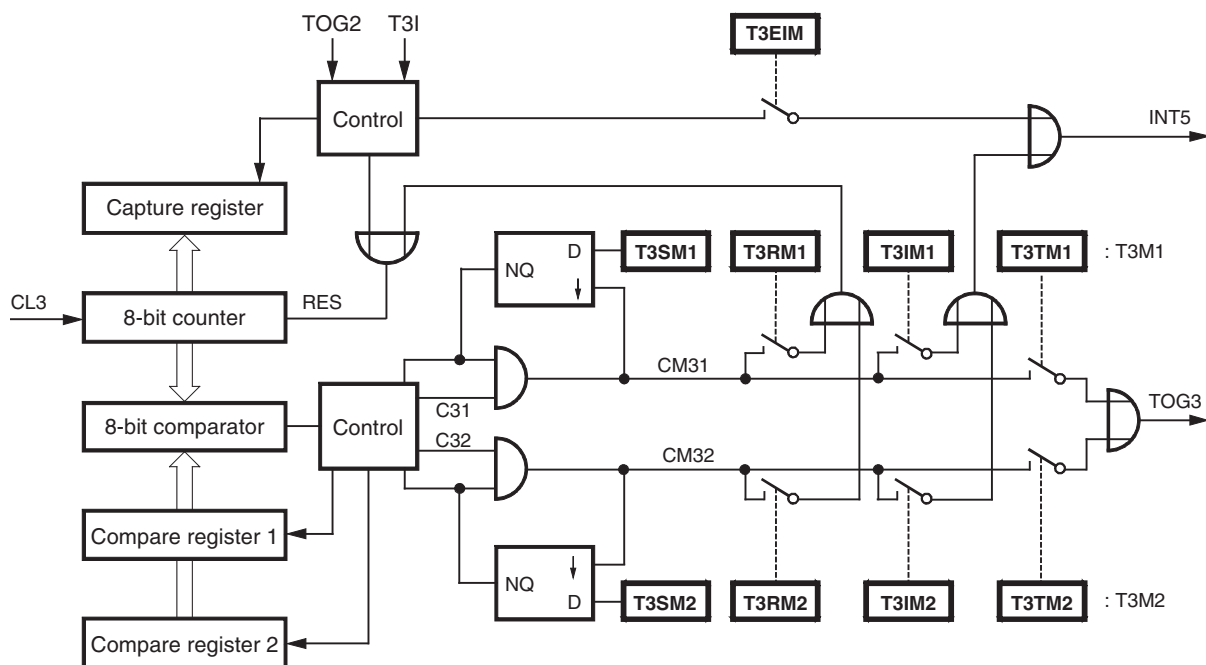 TOG2 T3I
T3EIM
Control
INT5
Capture register
NQ D
T3SM1 T3RM1 T3IM1 T3TM1 : T3M1
CL3
8-bit counter
RES
CM31
C31
8-bit comparator
Control
TOG3
C32
CM32
Compare register 1
NQ
D
T3SM2 T3RM2 T3IM2 T3TM2 : T3M2
Compare register 2